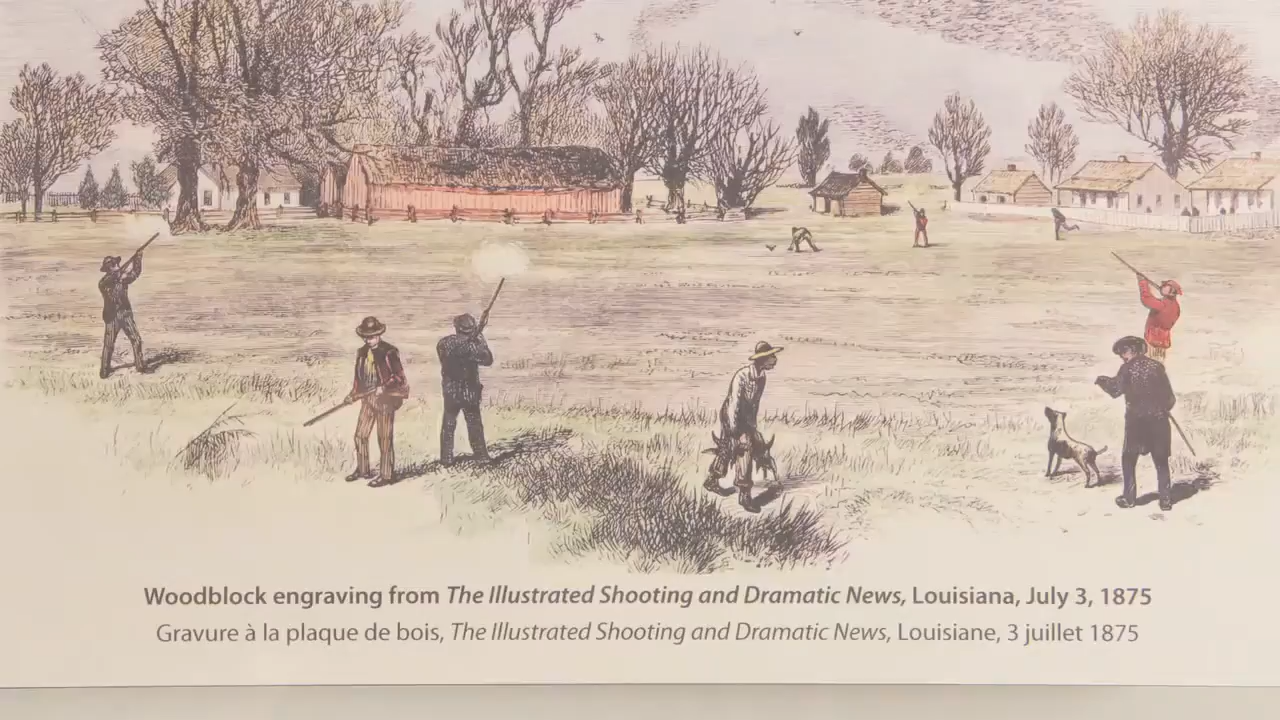 Woodblock engraving from The Illustrated Shooting and Dramatic News, Louisiana, July 3, 1875
Gravure à la plaque de bois, The Illustrated Shooting and Dramatic News, Louisiane, 3 juillet 1875